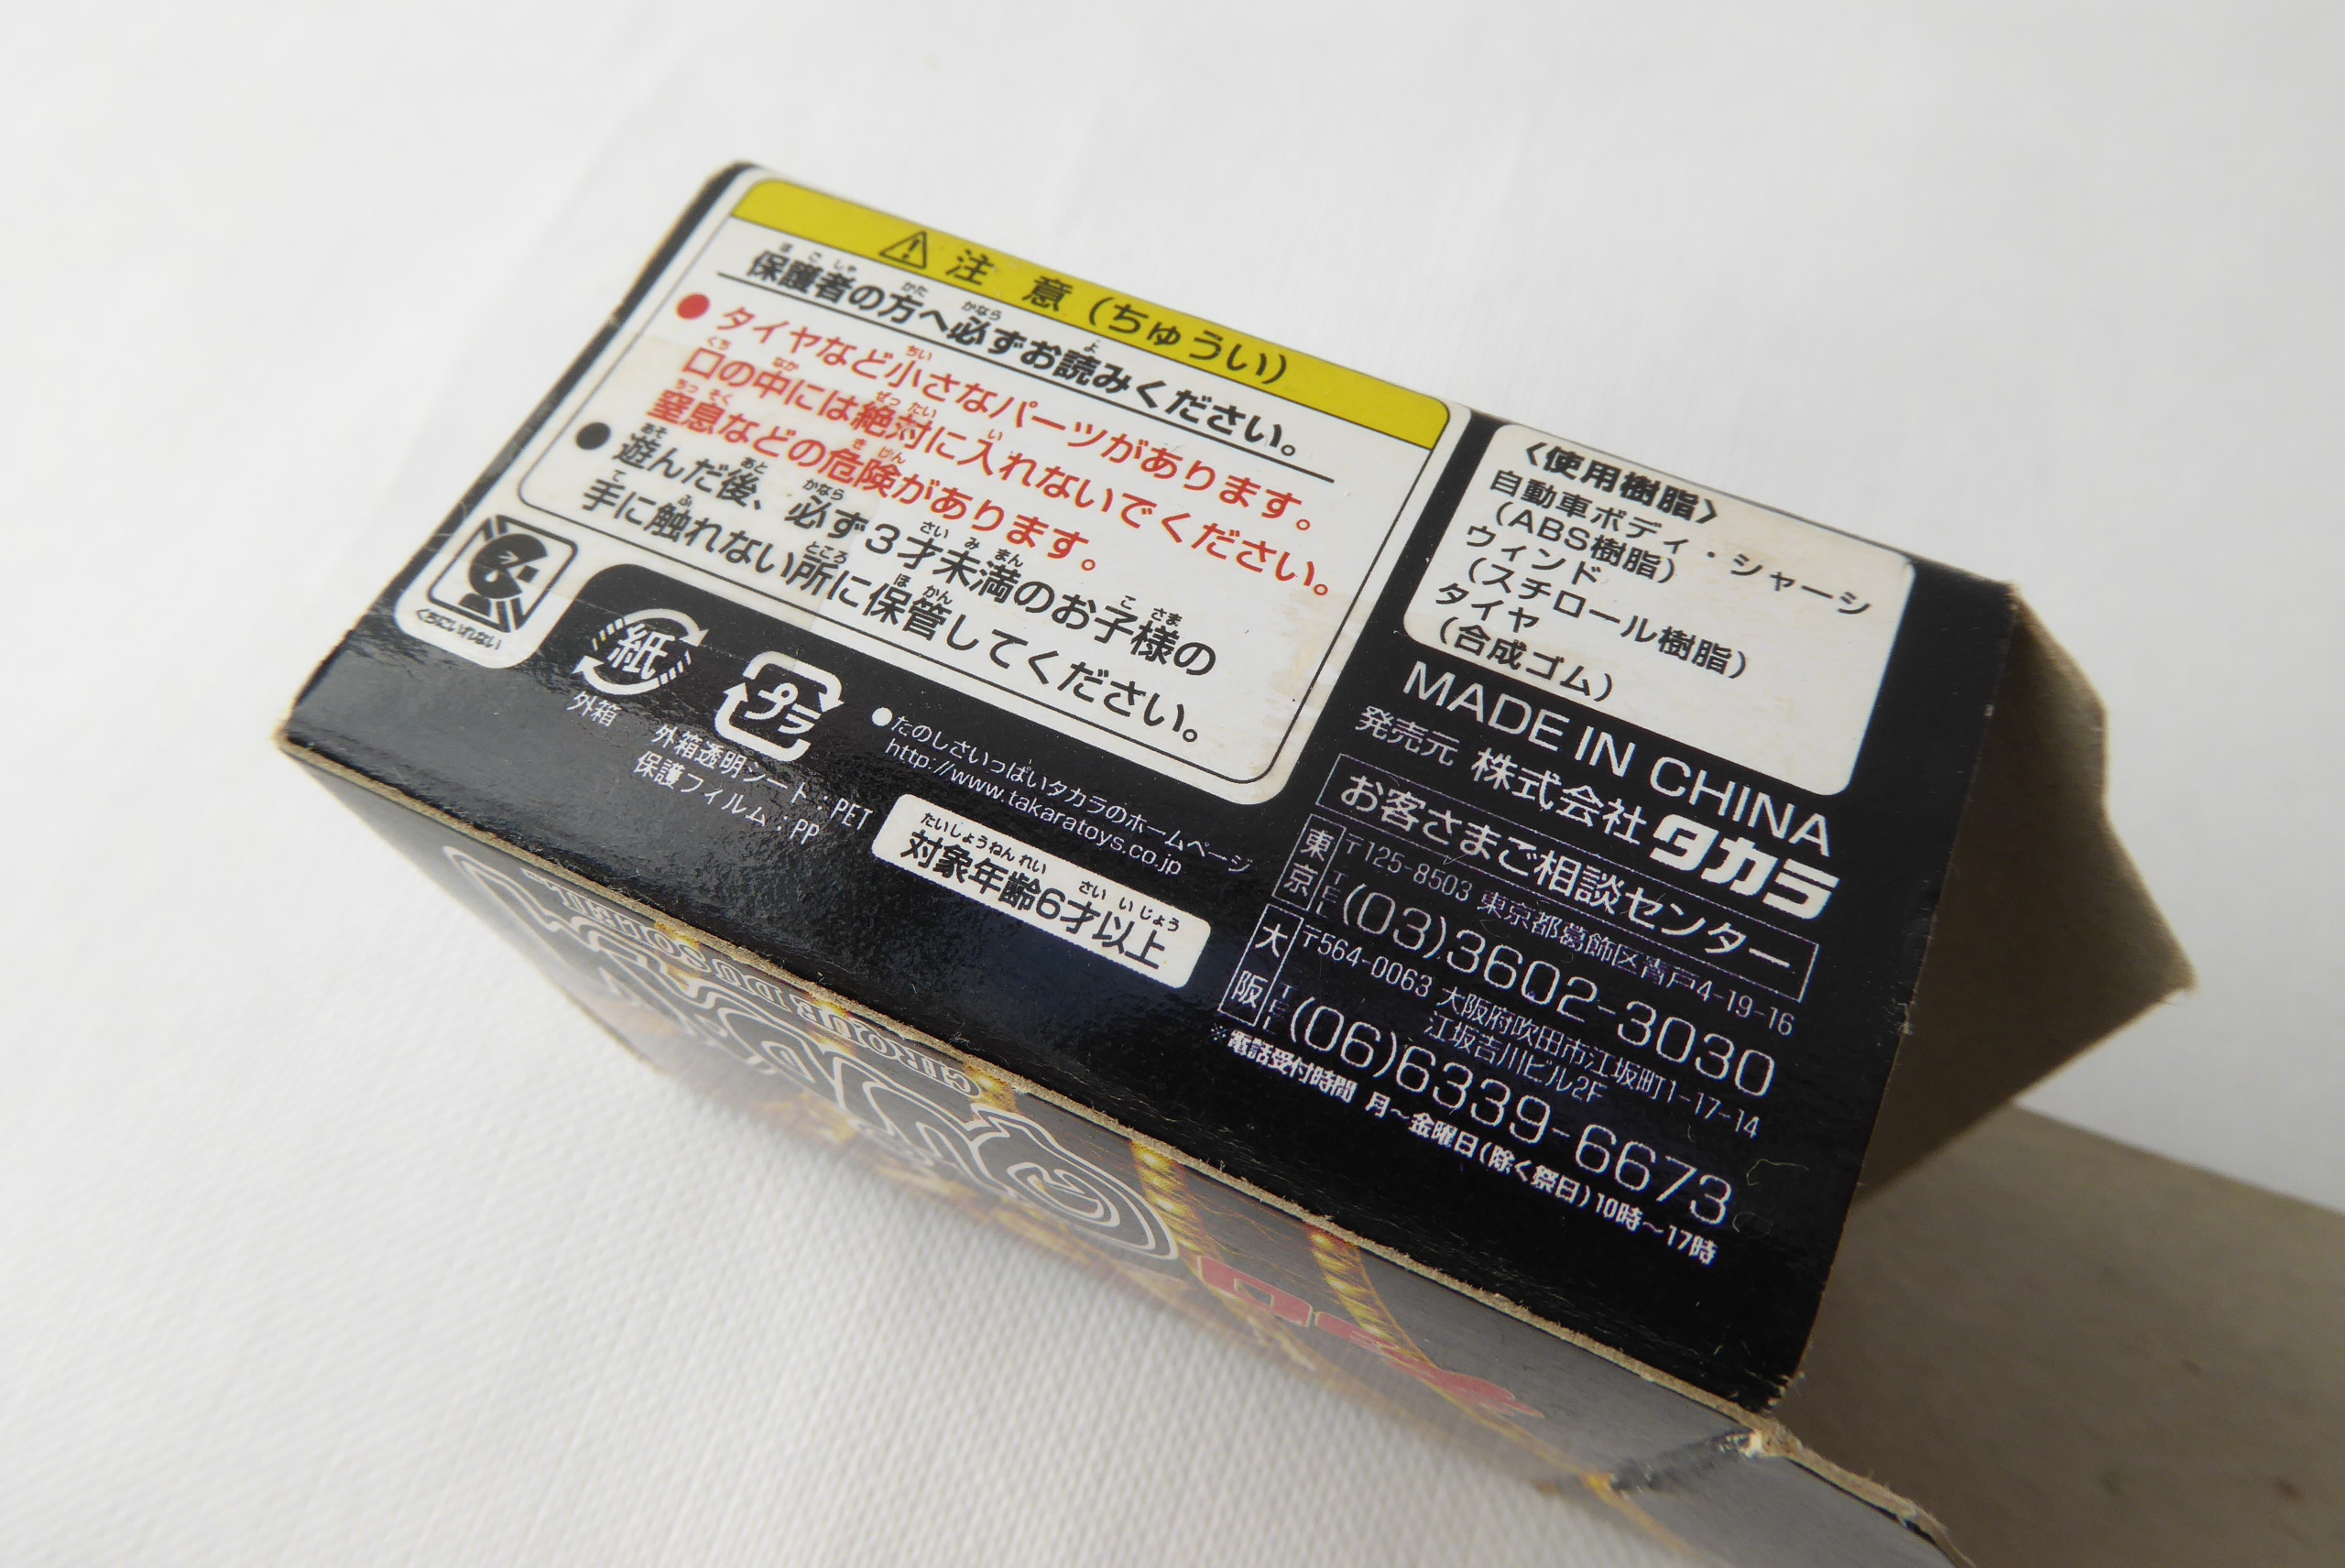 注意(ちゅうい)
保護者の方へ必ずお読みください。
●タイヤなど小さなパーツがあります。
口の中には絶対に入れないでください。
窒息などの危険があります。
●遊んだ後、必ず3才未満のお子様の
手に触れない所に保管してください。
くちにいれない
紙
外箱
プラ
外箱透明シート:PET
保護フィルム:PP
●たのしさいっぱいタカラのホームページ
http://www.takaratoys.co.jp
対象年齢6才以上
〈使用樹脂〉
自動車ボディ・シャーシ
(ABS樹脂)
ウィンド
(スチロール樹脂)
タイヤ
(合成ゴム)
MADE IN CHINA
発売元 株式会社タカラ
お客さまご相談センター
東京 〒125-8503 東京都葛飾区青戸4-19-16
TEL (03)3602-3030
大阪 〒564-0063 大阪府吹田市江坂町1-17-14
江坂吉川ビル2F
TEL (06)6339-6673
※電話受付時間 月~金曜日(除く祭日)10時~17時
CIRQUE DU SOLEIL